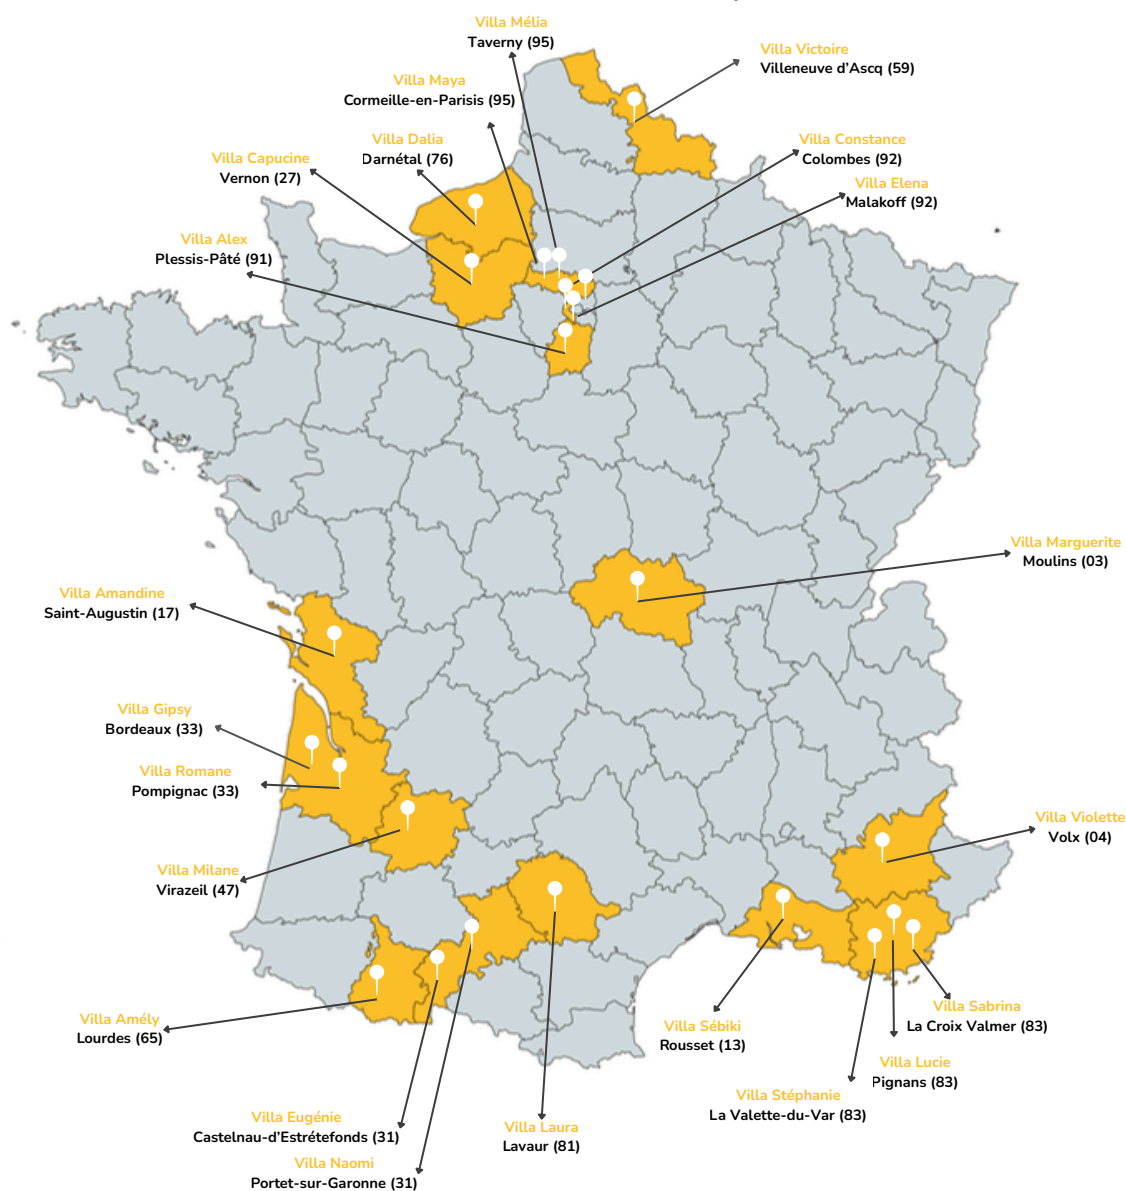 Villa Mélia
Taverny (95)
Villa Victoire
Villeneuve d'Ascq (59)
Villa Maya
Cormeille-en-Parisis (95)
Villa Dalia
Darnétal (76)
Villa Constance
Colombes (92)
Villa Capucine
Vernon (27)
Villa Elena
Malakoff (92)
Villa Alex
Plessis-Pâté (91)
Villa Marguerite
Moulins (03)
Villa Amandine
Saint-Augustin (17)
Villa Gipsy
Bordeaux (33)
Villa Romane
Pompignac (33)
Villa Violette
Volx (04)
Villa Milane
Virazeil (47)
Villa Sabrina
La Croix Valmer (83)
Villa Amély
Lourdes (65)
Villa Sébiki
Rousset (13)
Villa Lucie
Pignans (83)
Villa Stéphanie
La Valette-du-Var (83)
Villa Eugénie
Castelnau-d'Estrétefonds (31)
Villa Laura
Lavaur (81)
Villa Naomi
Portet-sur-Garonne (31)